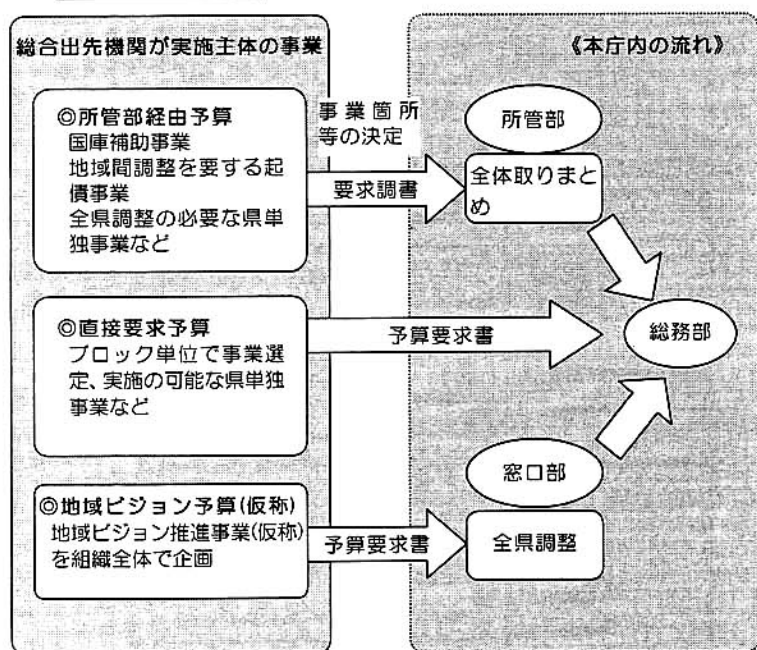 総合出先機関が実施主体の事業
《本庁内の流れ》
◎所管部経由予算
国庫補助事業
地域間調整を要する起
債事業
全県調整の必要な県単
独事業など
事業箇所
等の決定
要求調書
所管部
全体取りまと
め
◎直接要求予算
ブロック単位で事業選
定、実施の可能な県単独
事業など
予算要求書
総務部
◎地域ビジョン予算(仮称)
地域ビジョン推進事業(仮称)
を組織全体で企画
予算要求書
窓口部
全県調整